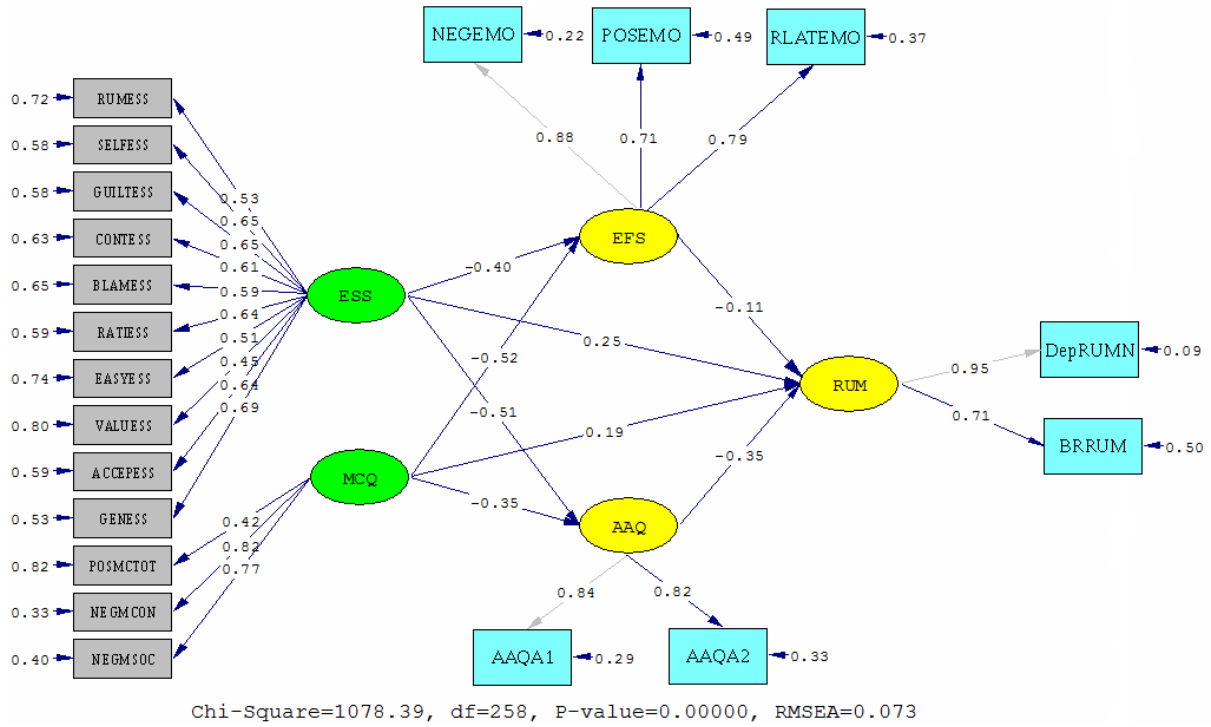 NEGEMO
0.22
POSEMO
0.49
RLATEMO
0.37
0.72
RUMESS
0.58
SELFESS
0.58
GUILTESS
0.63
CONTESS
0.65
BLAMESS
0.59
RATIESS
0.74
EASYESS
0.80
VALUESS
0.59
ACCEPESS
0.53
GENESS
0.82
POSMCTOT
0.33
NEGMCON
0.40
NEGMSOC
0.53
0.65
0.65
0.61
0.59
0.64
0.51
0.45
0.64
0.69
0.42
0.82
0.77
ESS
MCQ
0.88
0.71
0.79
EFS
-0.40
-0.11
0.25
-0.52
-0.51
0.19
-0.35
-0.35
RUM
AAQ
0.95
DepRUMN
0.09
0.71
BRRUM
0.50
0.84
0.82
AAQA1
0.29
AAQA2
0.33
Chi-Square=1078.39, df=258, P-value=0.00000, RMSEA=0.073